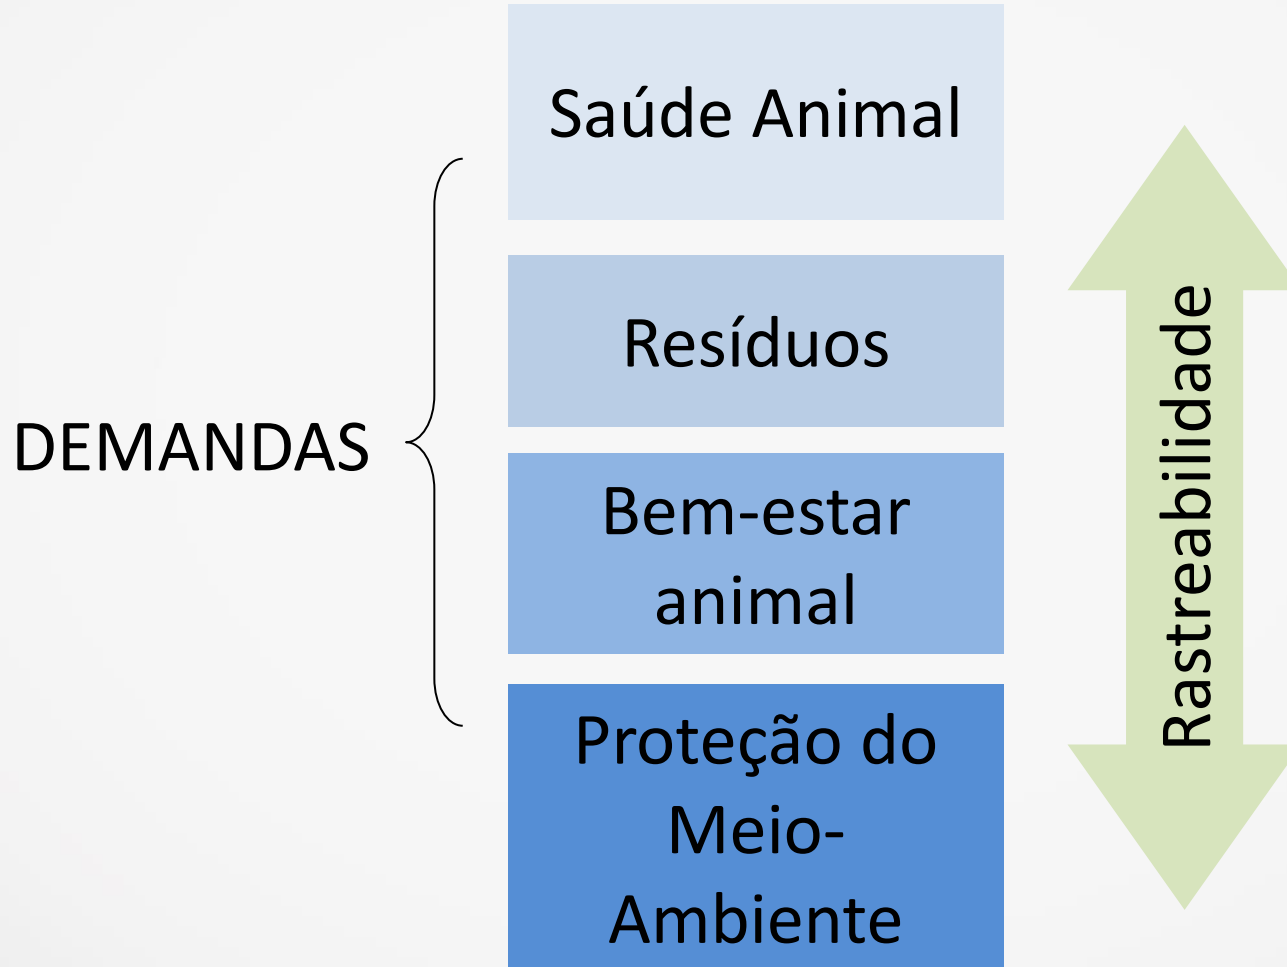 Saúde Animal
Resíduos
DEMANDAS
Bem-estar
animal
Proteção do
Meio-
Ambiente
Rastreabilidade